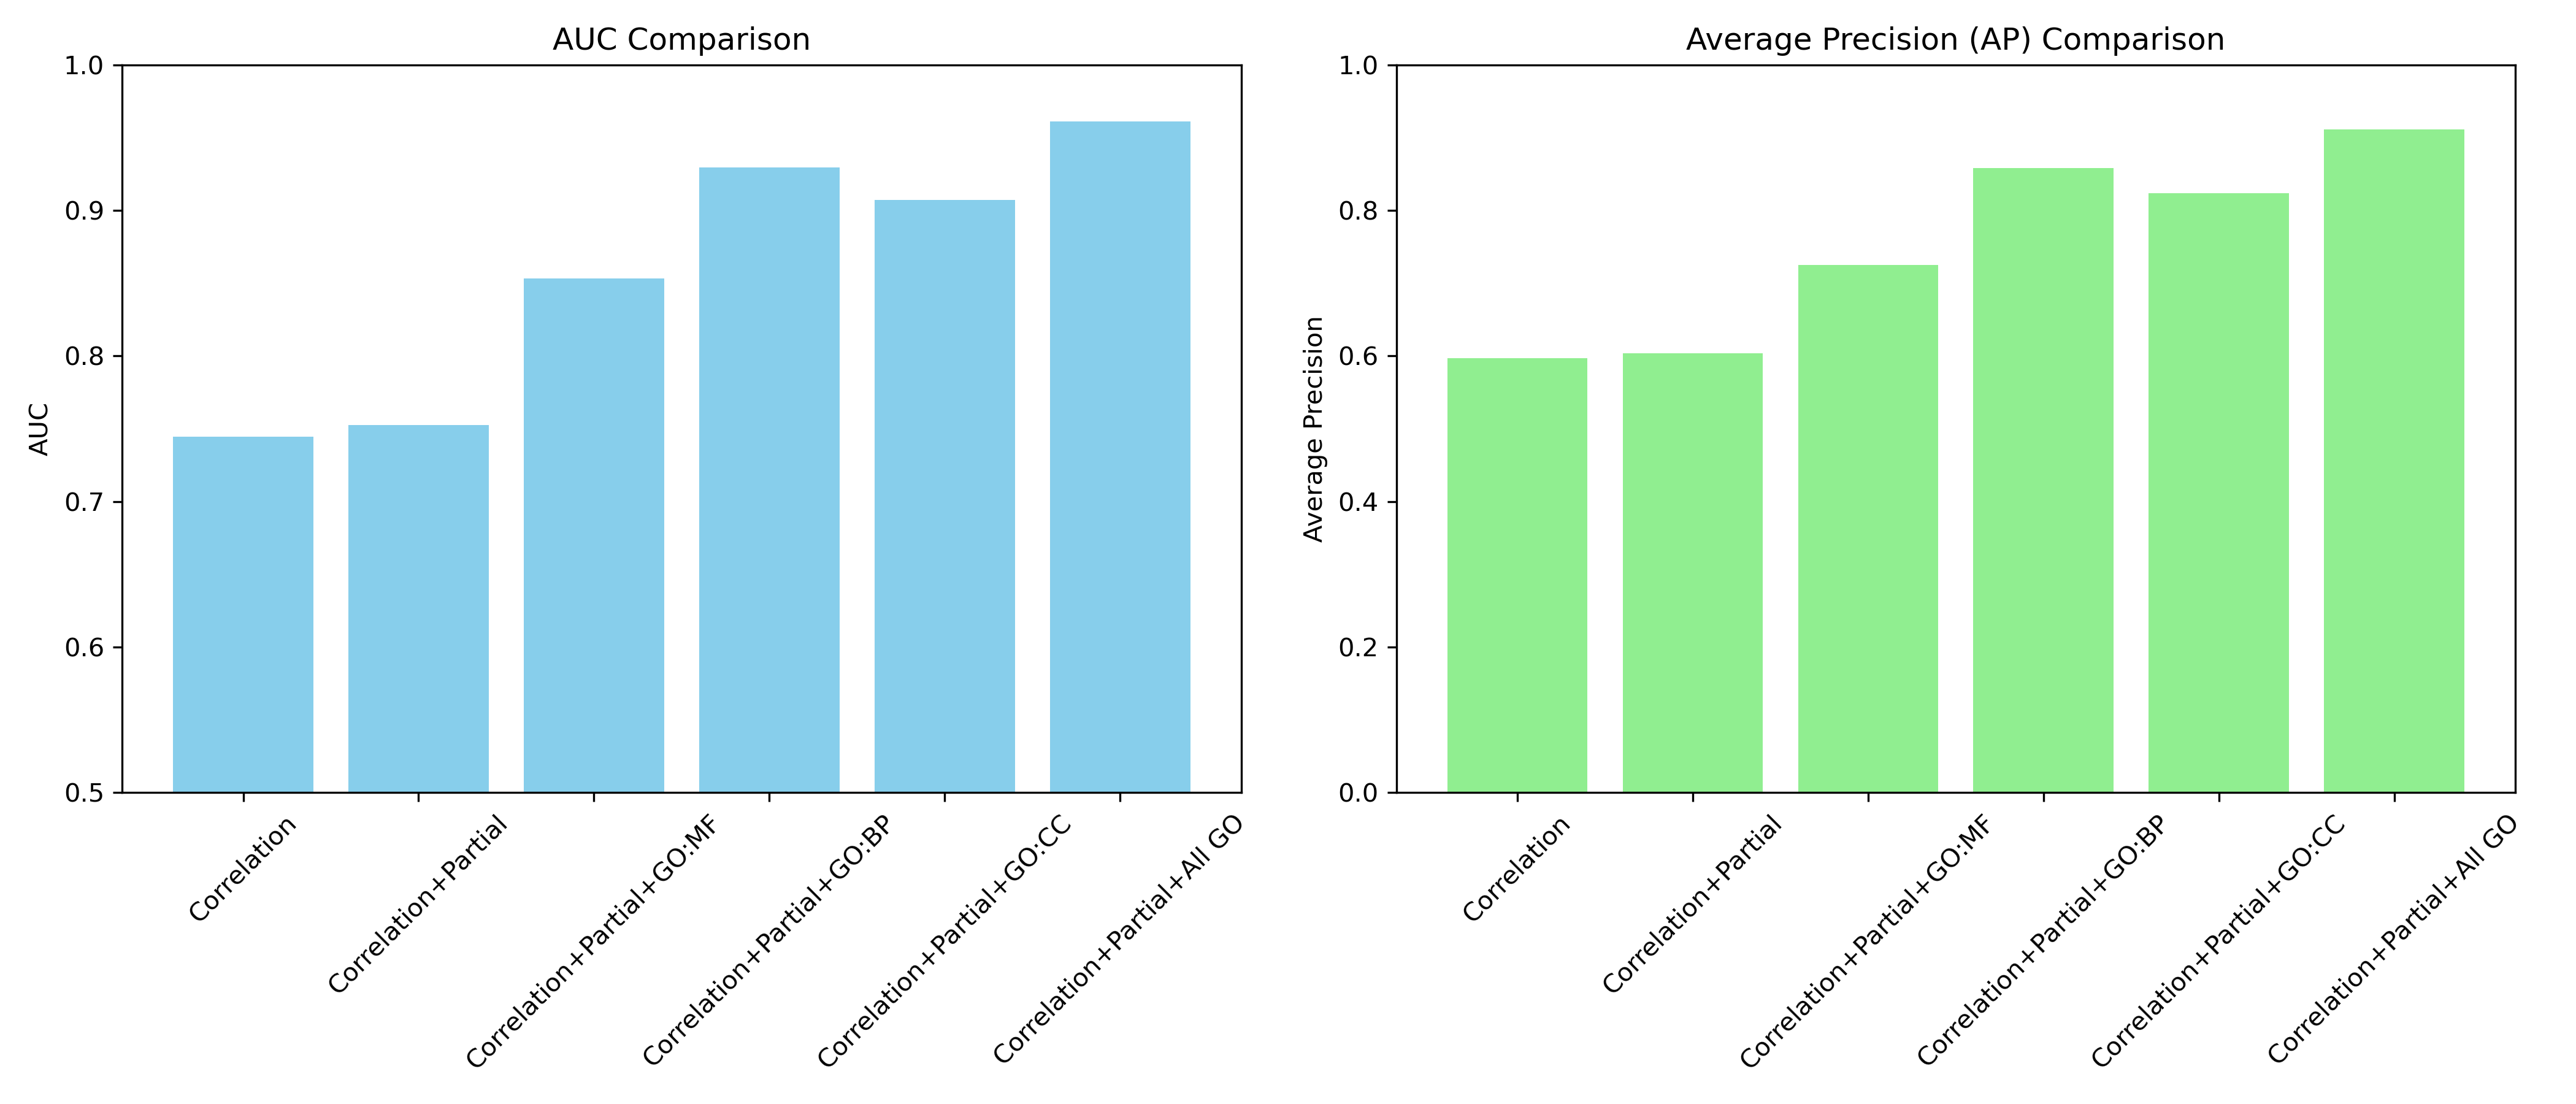 AUC Comparison
1.0
0.9
0.8
0.7
0.6
0.5
AUC
Correlation
Correlation+Partial
Correlation+Partial+GO:MF
Correlation+Partial+GO:BP
Correlation+Partial+GO:CC
Correlation+Partial+All GO
Average Precision (AP) Comparison
1.0
0.8
0.6
0.4
0.2
0.0
Average Precision
Correlation
Correlation+Partial
Correlation+Partial+GO:MF
Correlation+Partial+GO:BP
Correlation+Partial+GO:CC
Correlation+Partial+All GO